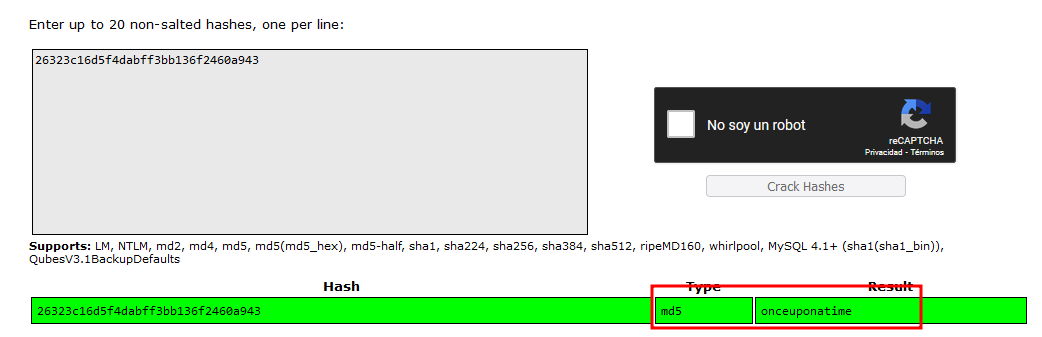 Enter up to 20 non-salted hashes, one per line:
26323c16d5f4dabff3bb136f2460a943
No soy un robot
reCAPTCHA
Privacidad - Términos
Crack Hashes
Supports: LM, NTLM, md2, md4, md5, md5(md5_hex), md5-half, sha1, sha224, sha256, sha384, sha512, ripeMD160, whirlpool, MySQL 4.1+ (sha1(sha1_bin)),
QubesV3.1BackupDefaults
Hash Type Result
26323c16d5f4dabff3bb136f2460a943 md5 onceuponatime